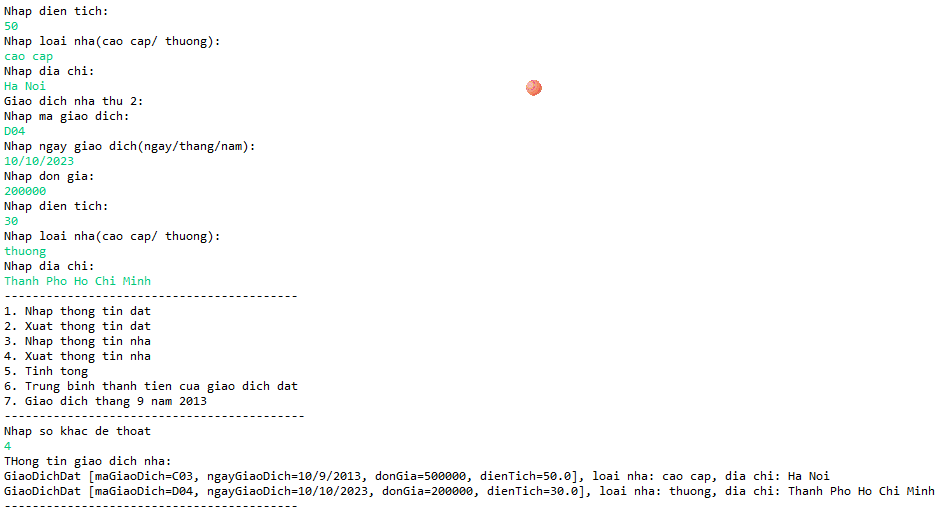 Nhap dien tich:
50
Nhap loai nha(cao cap/ thuong):
cao cap
Nhap dia chi:
Ha Noi
Giao dich nha thu 2:
Nhap ma giao dich:
D04
Nhap ngay giao dich(ngay/thang/nam):
10/10/2023
Nhap don gia:
200000
Nhap dien tich:
30
Nhap loai nha(cao cap/ thuong):
thuong
Nhap dia chi:
Thanh Pho Ho Chi Minh
------------------------------------------
1. Nhap thong tin dat
2. Xuat thong tin dat
3. Nhap thong tin nha
4. Xuat thong tin nha
5. Tinh tong
6. Trung binh thanh tien cua giao dich dat
7. Giao dich thang 9 nam 2013
-------------------------------------------
Nhap so khac de thoat
4
THong tin giao dich nha:
GiaoDichDat [maGiaoDich=C03, ngayGiaoDich=10/9/2013, donGia=500000, dienTich=50.0], loai nha: cao cap, dia chi: Ha Noi
GiaoDichDat [maGiaoDich=D04, ngayGiaoDich=10/10/2023, donGia=200000, dienTich=30.0], loai nha: thuong, dia chi: Thanh Pho Ho Chi Minh
------------------------------------------